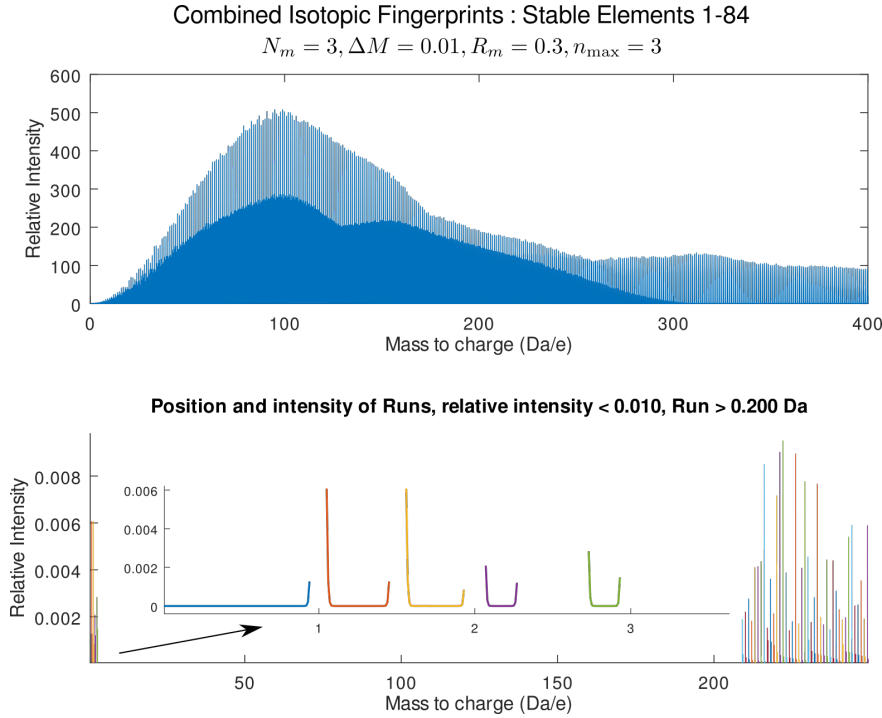 Combined Isotopic Fingerprints : Stable Elements 1-84
N_m = 3, ΔM = 0.01, R_m = 0.3, n_max = 3
600
500
400
300
200
100
0
Relative Intensity
0 100 200 300 400
Mass to charge (Da/e)
Position and intensity of Runs, relative intensity < 0.010, Run > 0.200 Da
0.008
0.006
0.004
0.002
Relative Intensity
0.006
0.004
0.002
0
1 2 3
50 100 150 200
Mass to charge (Da/e)